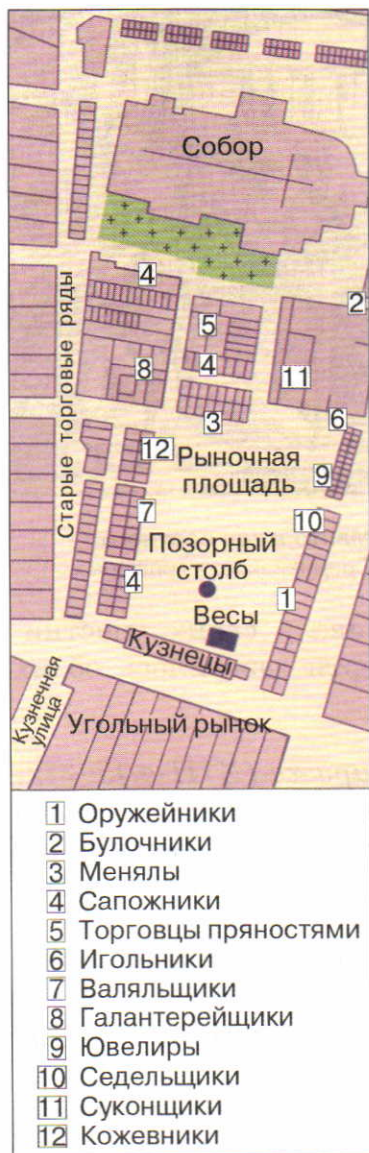 Собор
4
2
5
Старые торговые ряды
8
4
11
3
6
12
Рыночная
площадь
9
7
10
Позорный
столб
4
1
Весы
Кузнецы
Кузнечная
улица
Угольный рынок
1 Оружейники
2 Булочники
3 Менялы
4 Сапожники
5 Торговцы пряностями
6 Игольники
7 Валяльщики
8 Галантерейщики
9 Ювелиры
10 Седельщики
11 Суконщики
12 Кожевники